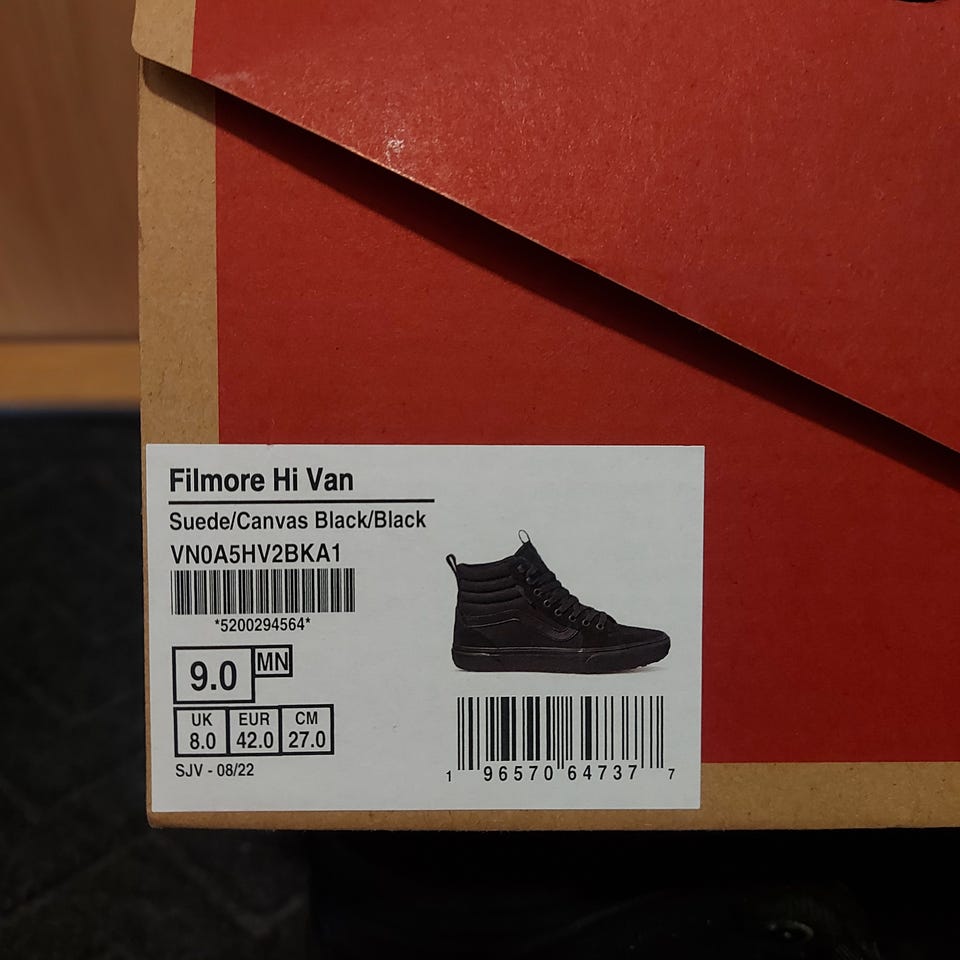 Filmore Hi Van
Suede/Canvas Black/Black
VN0A5HV2BKA1
*5200294564*
9.0 MN
UK EUR CM
8.0 42.0 27.0
SJV - 08/22
1 96570 64737 7